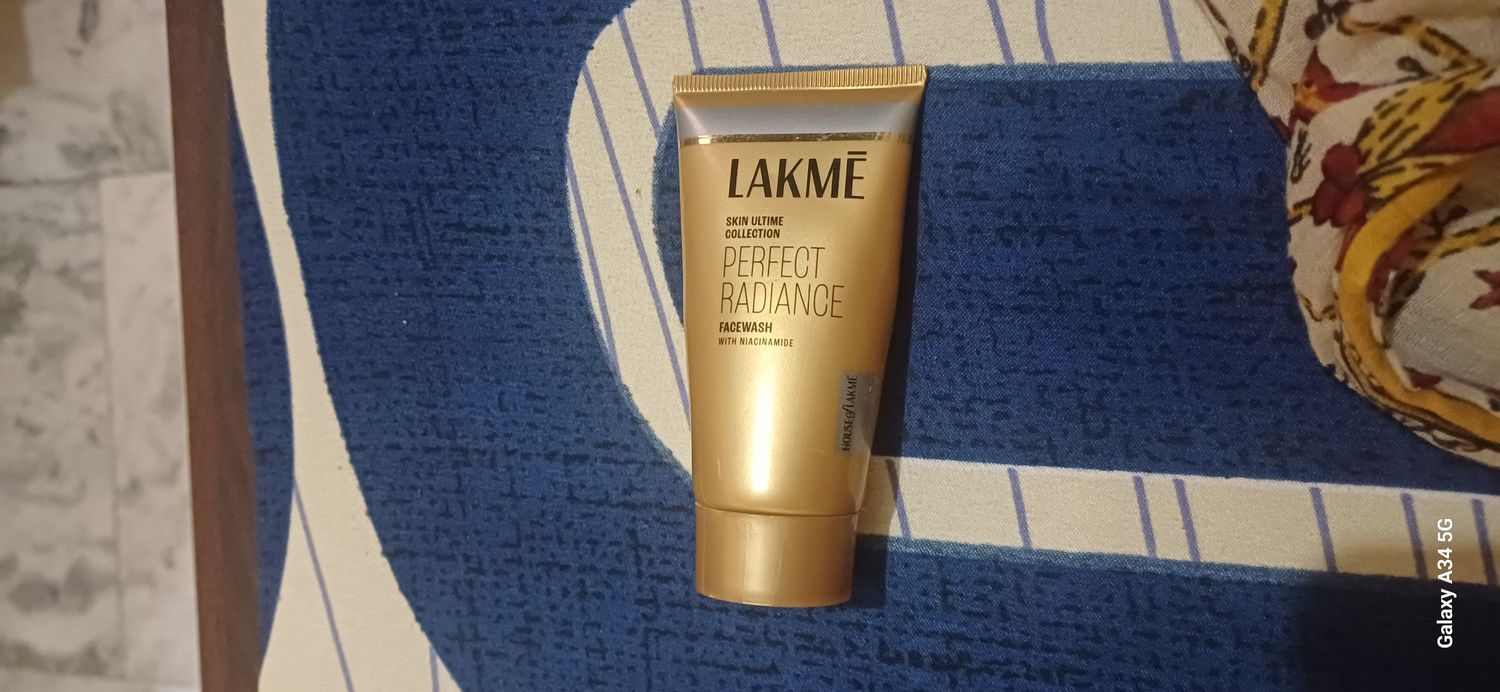 LAKMĒ
SKIN ULTIME
COLLECTION
PERFECT
RADIANCE
FACEWASH
WITH NIACINAMIDE
HOUSE of LAKMĒ
Galaxy A34 5G